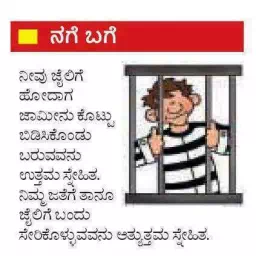 ನಗೆ ಬಗೆ
ನೀವು ಜೈಲಿಗೆ
ಹೋದಾಗ
ಜಾಮೀನು ಕೊಟ್ಟು
ಬಿಡಿಸಿಕೊಂಡು
ಬರುವವನು
ಉತ್ತಮ ಸ್ನೇಹಿತ.
ನಿಮ್ಮ ಜತೆಗೆ ತಾನೂ
ಜೈಲಿಗೆ ಬಂದು
ಸೇರಿಕೊಳ್ಳುವವನು ಅತ್ಯುತ್ತಮ ಸ್ನೇಹಿತ.